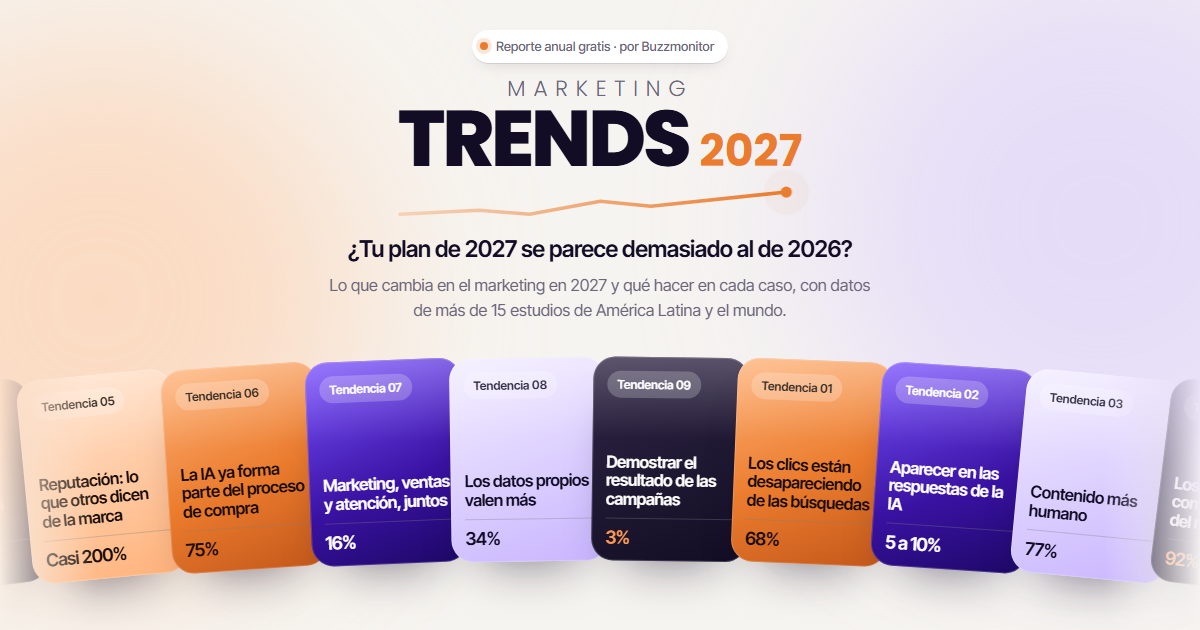 Reporte anual gratis · por Buzzmonitor
MARKETING
TRENDS 2027
¿Tu plan de 2027 se parece demasiado al de 2026?
Lo que cambia en el marketing en 2027 y qué hacer en cada caso, con datos
de más de 15 estudios de América Latina y el mundo.
Tendencia 05
Reputación: lo
que otros dicen
de la marca
Casi 200%
Tendencia 06
La IA ya forma
parte del proceso
de compra
75%
Tendencia 07
Marketing, ventas
y atención, juntos
16%
Tendencia 08
Los datos propios
valen más
34%
Tendencia 09
Demostrar el
resultado de las
campañas
3%
Tendencia 01
Los clics están
desapareciendo
de las búsquedas
68%
Tendencia 02
Aparecer en las
respuestas de la
IA
5 a 10%
Tendencia 03
Contenido más
humano
77%
Los
92%